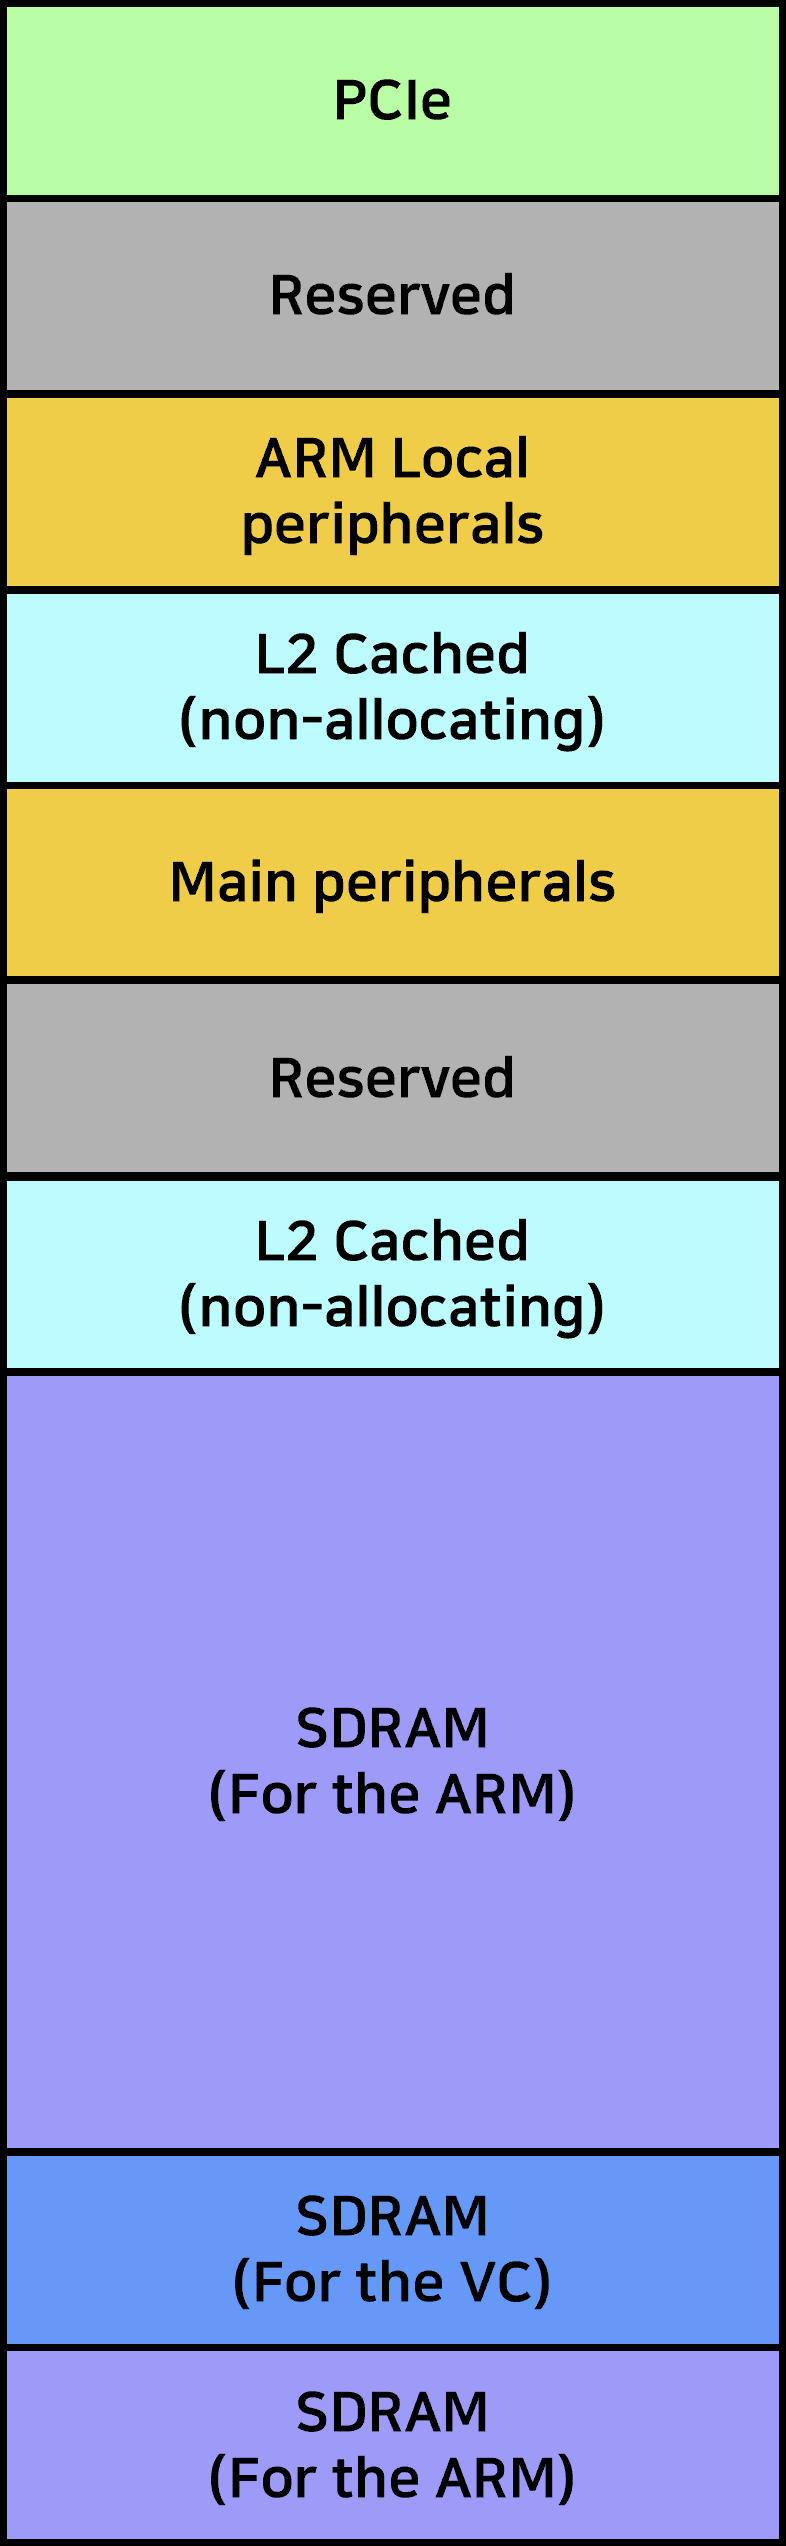 PCIe
Reserved
ARM Local
peripherals
L2 Cached
(non-allocating)
Main peripherals
Reserved
L2 Cached
(non-allocating)
SDRAM
(For the ARM)
SDRAM
(For the VC)
SDRAM
(For the ARM)